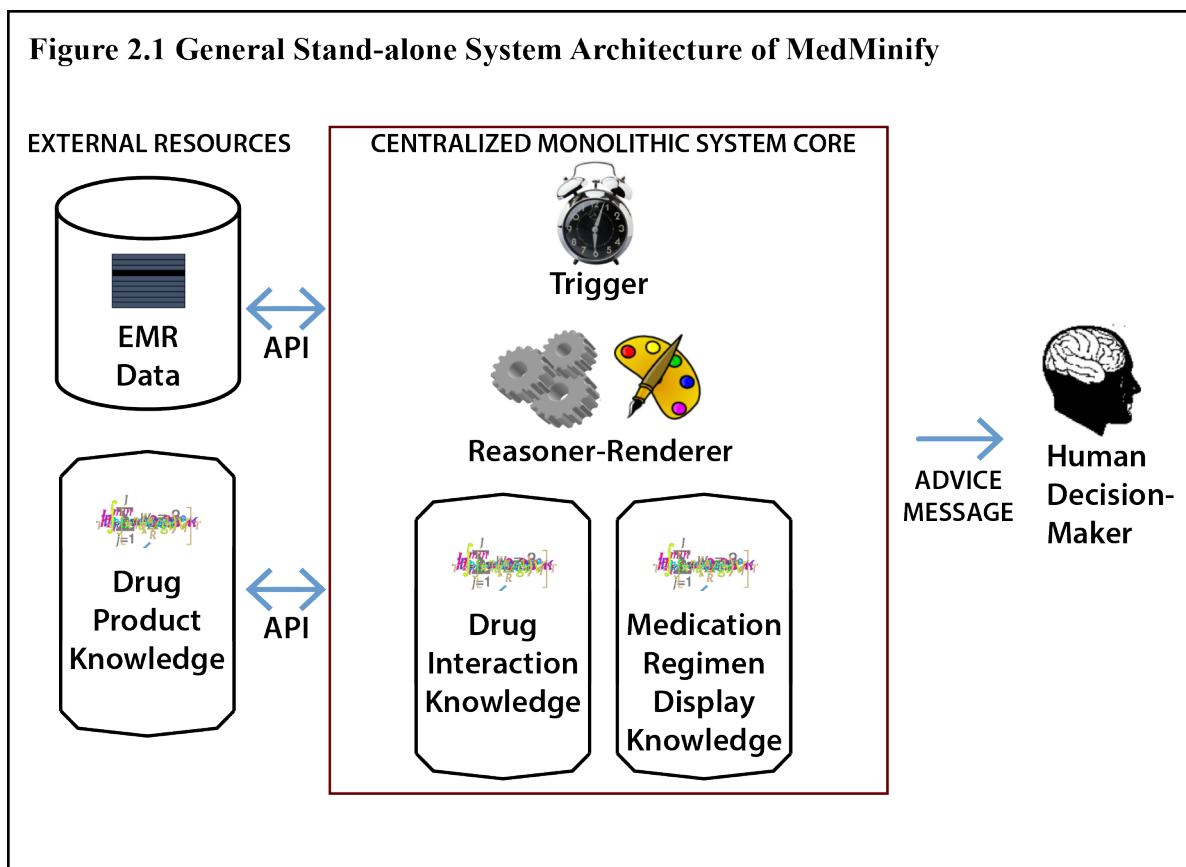 Figure 2.1 General Stand-alone System Architecture of MedMinify
EXTERNAL RESOURCES
EMR
Data
API
Drug
Product
Knowledge
API
CENTRALIZED MONOLITHIC SYSTEM CORE
Trigger
Reasoner-Renderer
Drug
Interaction
Knowledge
Medication
Regimen
Display
Knowledge
ADVICE
MESSAGE
Human
Decision-
Maker